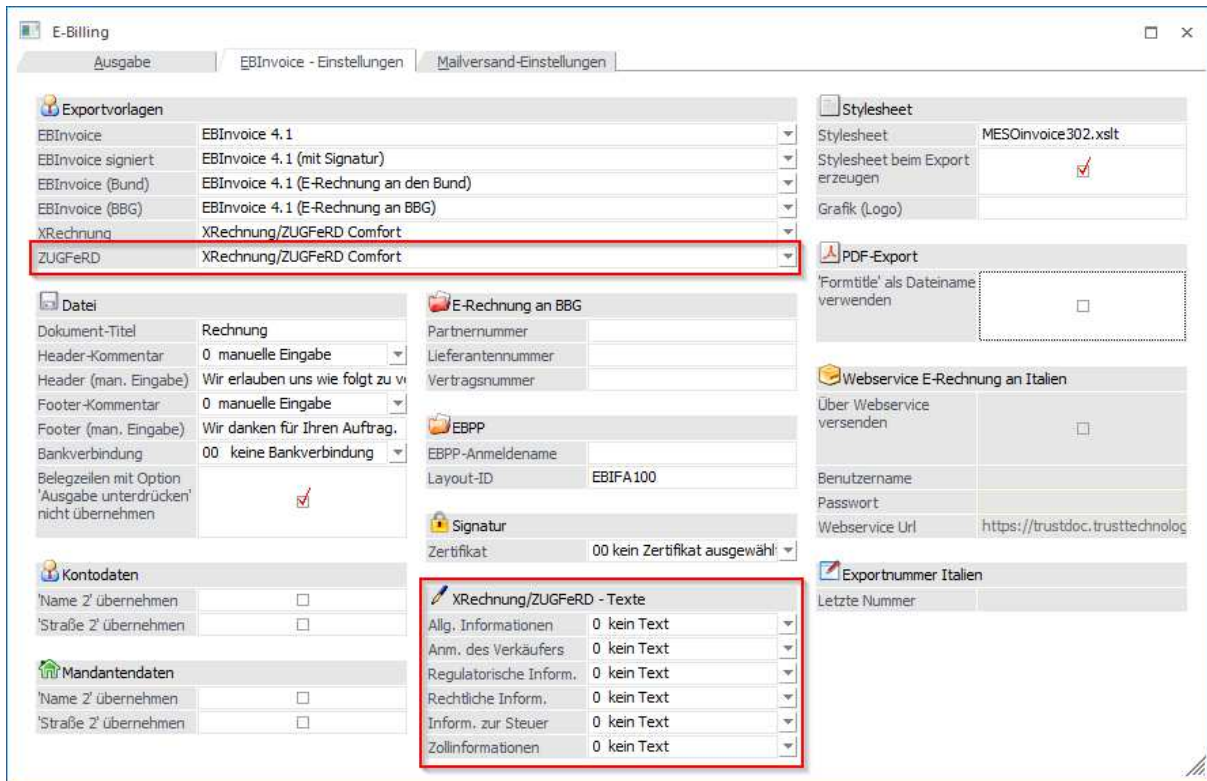 E-Billing
Ausgabe
EBInvoice - Einstellungen
Mailversand-Einstellungen
Exportvorlagen
EBInvoice EBInvoice 4.1
EBInvoice signiert EBInvoice 4.1 (mit Signatur)
EBInvoice (Bund) EBInvoice 4.1 (E-Rechnung an den Bund)
EBInvoice (BBG) EBInvoice 4.1 (E-Rechnung an BBG)
XRechnung XRechnung/ZUGFeRD Comfort
ZUGFeRD XRechnung/ZUGFeRD Comfort
Datei
Dokument-Titel Rechnung
Header-Kommentar 0 manuelle Eingabe
Header (man. Eingabe) Wir erlauben uns wie folgt zu
Footer-Kommentar 0 manuelle Eingabe
Footer (man. Eingabe) Wir danken für Ihren Auftrag.
Bankverbindung 00 keine Bankverbindung
Belegzeilen mit Option
'Ausgabe unterdrücken'
nicht übernehmen
Kontodaten
'Name 2' übernehmen
'Straße 2' übernehmen
Mandantendaten
'Name 2' übernehmen
'Straße 2' übernehmen
E-Rechnung an BBG
Partnernummer
Lieferantennummer
Vertragsnummer
EBPP
EBPP-Anmeldename
Layout-ID EBIFA100
Signatur
Zertifikat 00 kein Zertifikat ausgewähl
XRechnung/ZUGFeRD - Texte
Allg. Informationen 0 kein Text
Anm. des Verkäufers 0 kein Text
Regulatorische Inform. 0 kein Text
Rechtliche Inform. 0 kein Text
Inform. zur Steuer 0 kein Text
Zollinformationen 0 kein Text
Stylesheet
Stylesheet MESOinvoice302.xslt
Stylesheet beim Export
erzeugen
Grafik (Logo)
PDF-Export
'Formtitle' als Dateiname
verwenden
Webservice E-Rechnung an Italien
Über Webservice
versenden
Benutzername
Passwort
Webservice Url https://trustdoc.trusttechnolog
Exportnummer Italien
Letzte Nummer